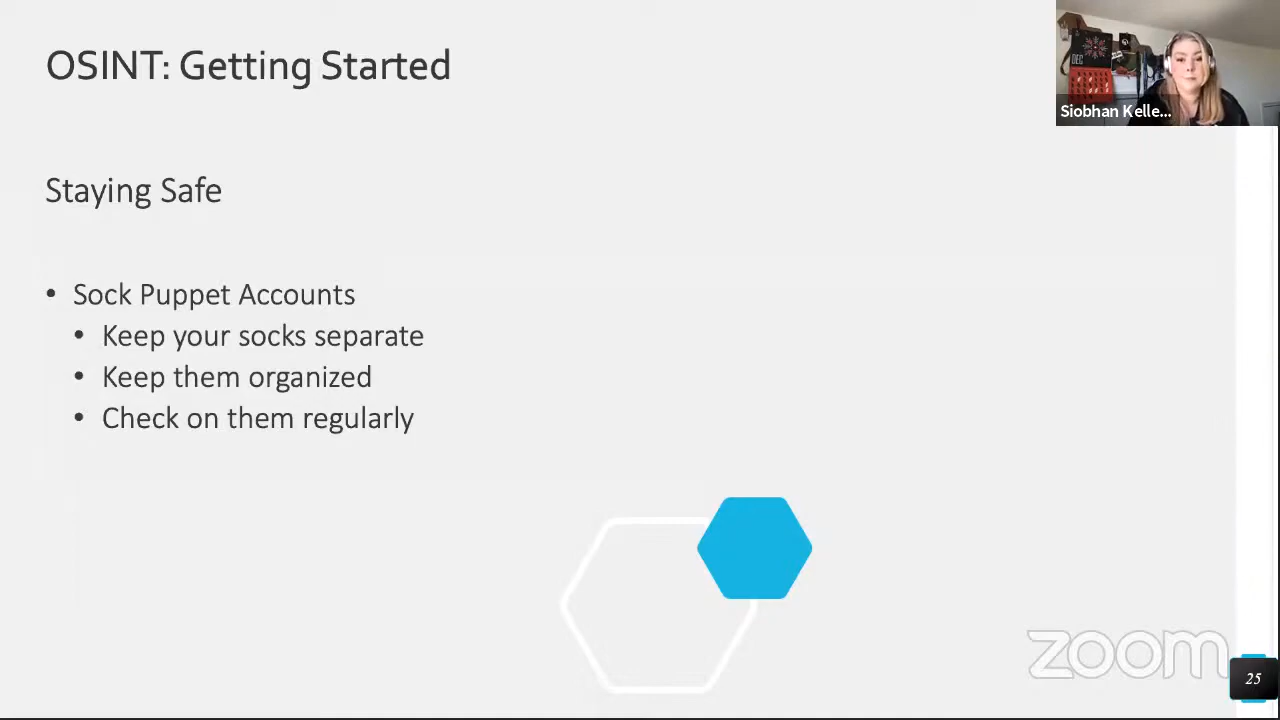 OSINT: Getting Started
DEC
Siobhan Kelle...
Staying Safe
• Sock Puppet Accounts
• Keep your socks separate
• Keep them organized
• Check on them regularly
zoom
25